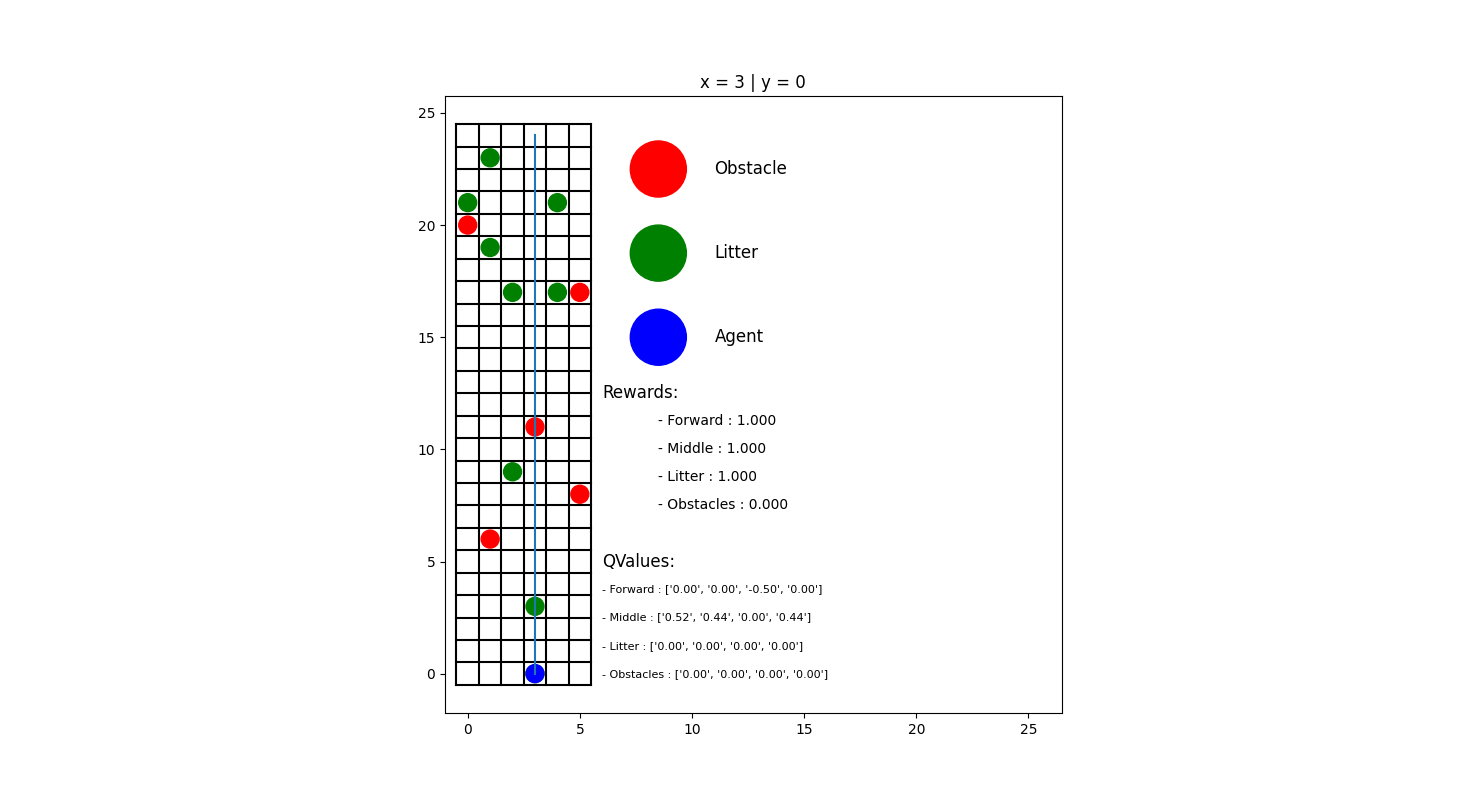 x = 3 | y = 0
25
20
15
10
5
0
0 5 10 15 20 25
Obstacle
Litter
Agent
Rewards:
- Forward : 1.000
- Middle : 1.000
- Litter : 1.000
- Obstacles : 0.000
QValues:
- Forward : ['0.00', '0.00', '-0.50', '0.00']
- Middle : ['0.52', '0.44', '0.00', '0.44']
- Litter : ['0.00', '0.00', '0.00', '0.00']
- Obstacles : ['0.00', '0.00', '0.00', '0.00']